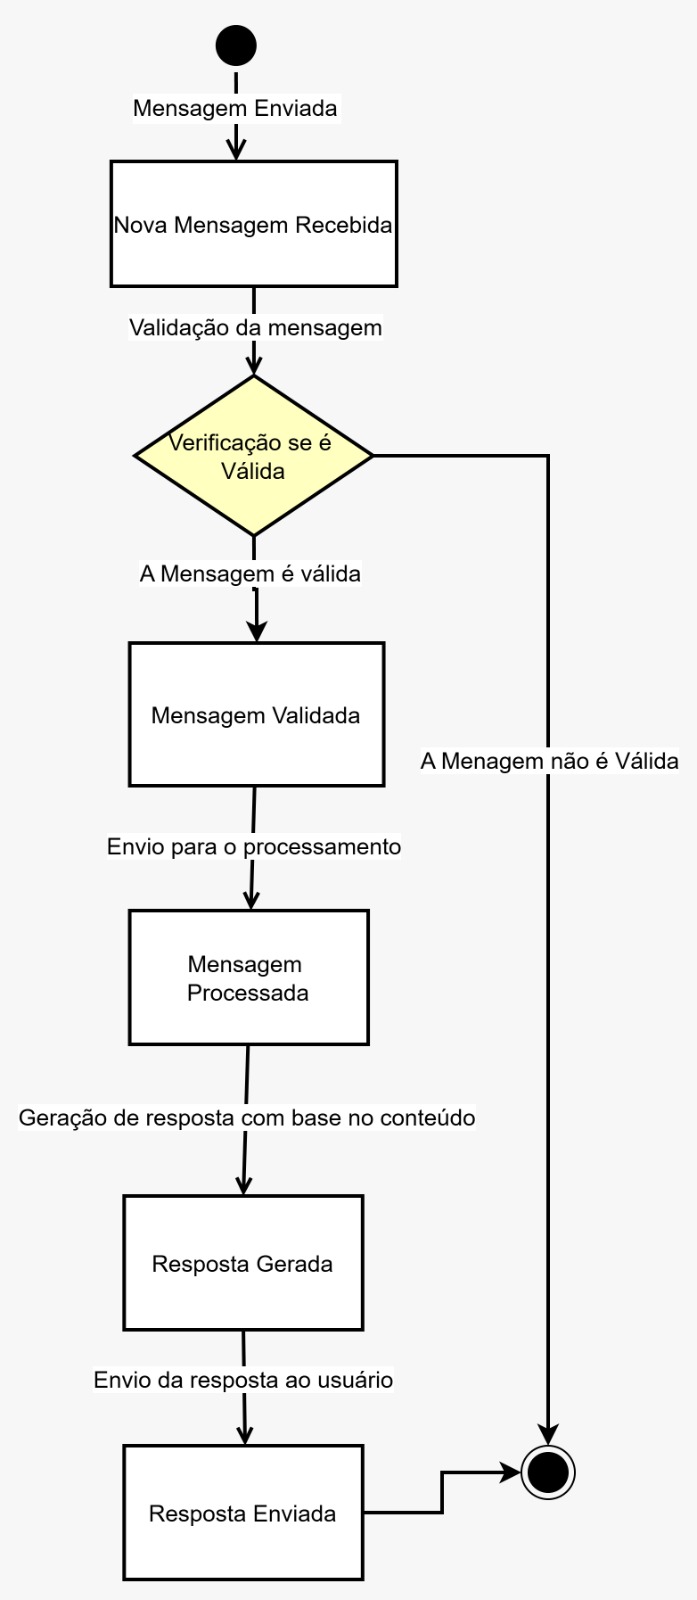 Mensagem Enviada
Nova Mensagem Recebida
Validação da mensagem
Verificação se é
Válida
A Mensagem é válida
Mensagem Validada
A Menagem não é Válida
Envio para o processamento
Mensagem
Processada
Geração de resposta com base no conteúdo
Resposta Gerada
Envio da resposta ao usuário
Resposta Enviada